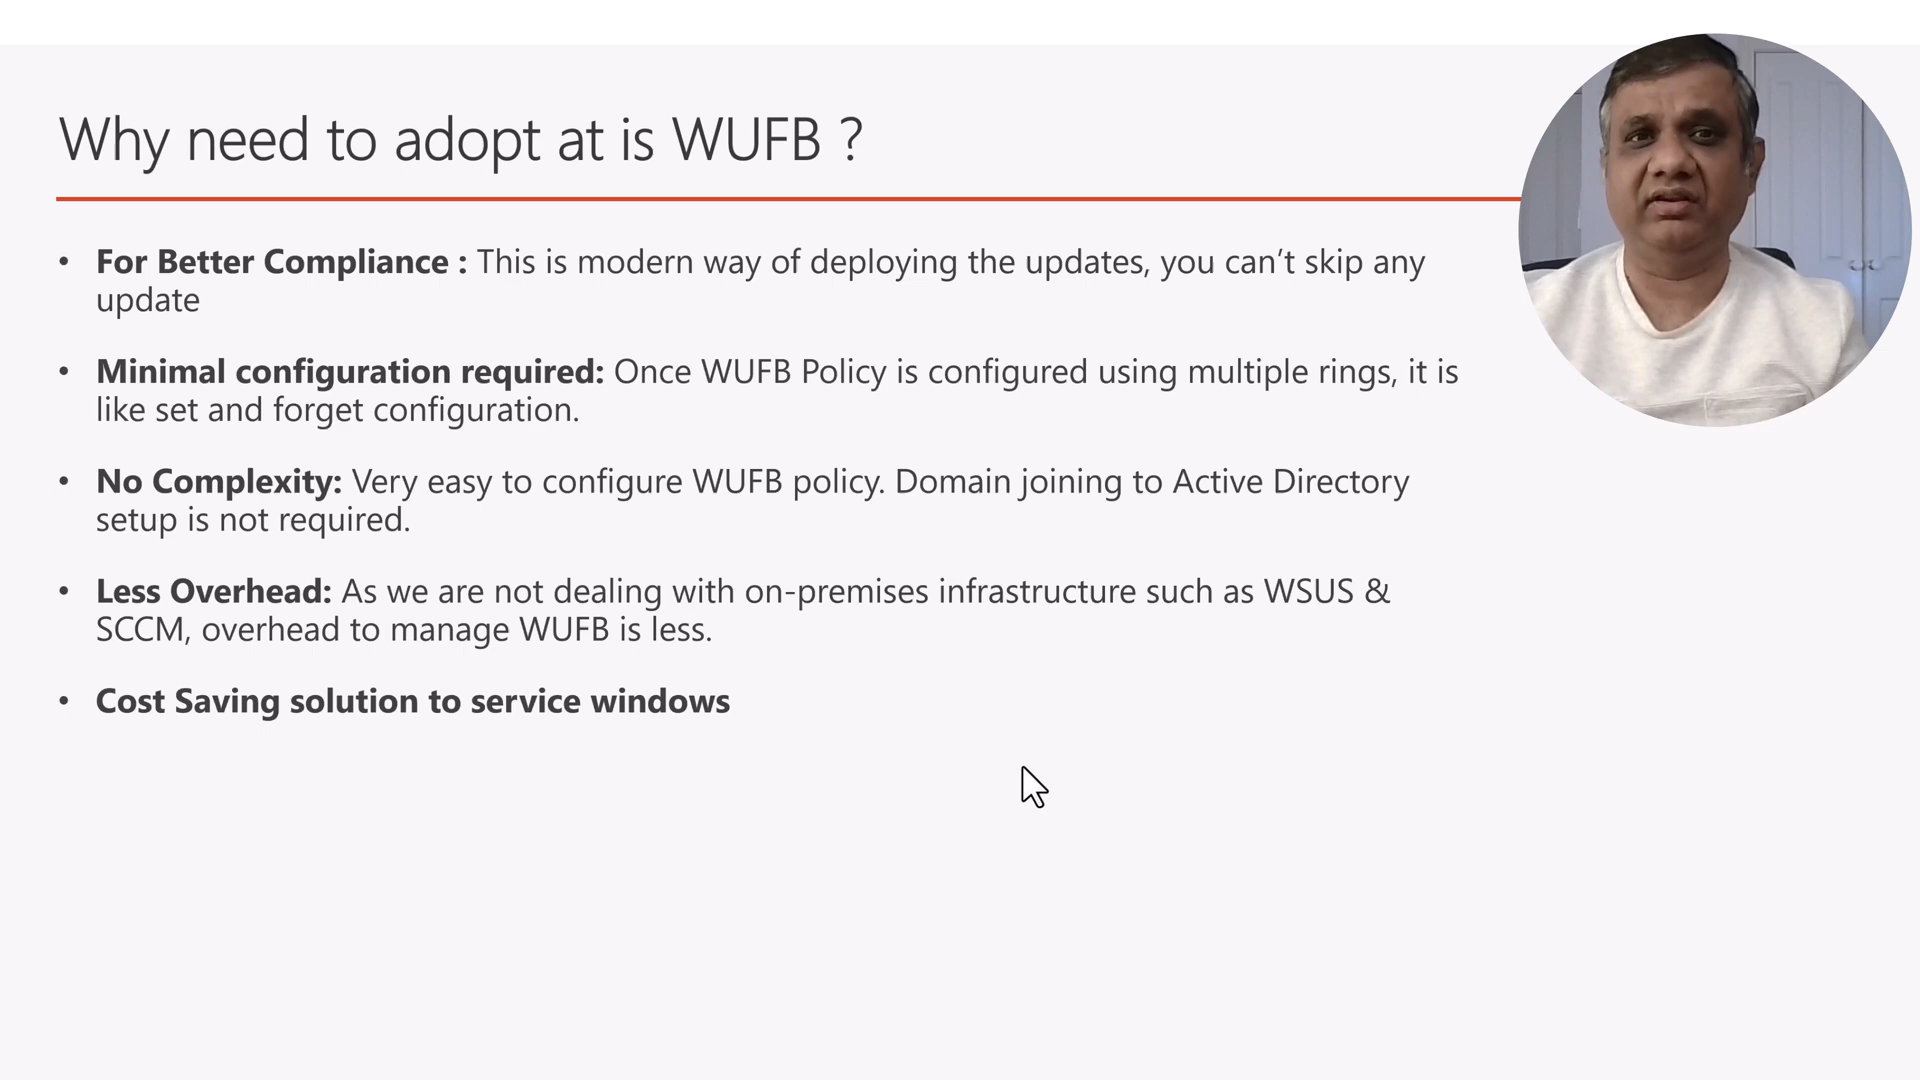 Why need to adopt at is WUFB ?
• For Better Compliance : This is modern way of deploying the updates, you can’t skip any
update
• Minimal configuration required: Once WUFB Policy is configured using multiple rings, it is
like set and forget configuration.
• No Complexity: Very easy to configure WUFB policy. Domain joining to Active Directory
setup is not required.
• Less Overhead: As we are not dealing with on-premises infrastructure such as WSUS &
SCCM, overhead to manage WUFB is less.
• Cost Saving solution to service windows